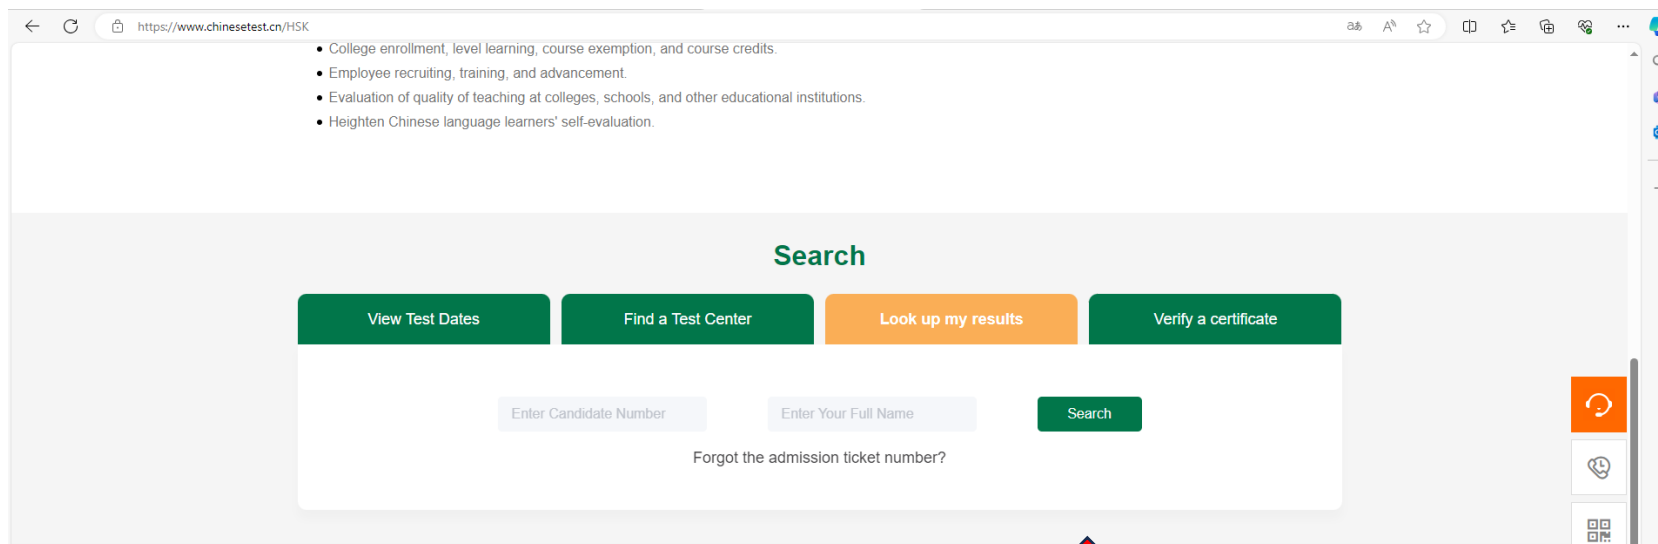 https://www.chinesetest.cn/HSK
College enrollment, level learning, course exemption, and course credits.
Employee recruiting, training, and advancement.
Evaluation of quality of teaching at colleges, schools, and other educational institutions.
Heighten Chinese language learners' self-evaluation.
Search
View Test Dates
Find a Test Center
Look up my results
Verify a certificate
Enter Candidate Number
Enter Your Full Name
Search
Forgot the admission ticket number?